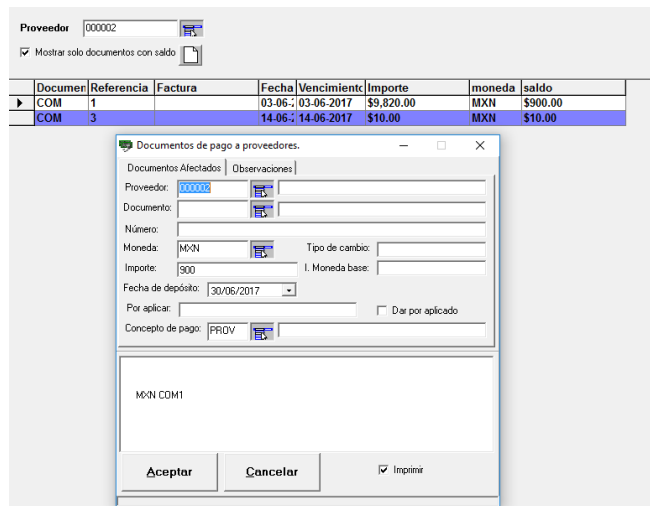 Proveedor 000002
Mostrar solo documentos con saldo
Documen Referencia Factura Fecha Vencimiento Importe moneda saldo
COM 1 03-06-2 03-06-2017 $9,820.00 MXN $900.00
COM 3 14-06-2 14-06-2017 $10.00 MXN $10.00
Documentos de pago a proveedores.
Documentos Afectados Observaciones
Proveedor: 000002
Documento:
Número:
Moneda: MXN Tipo de cambio:
Importe: 900 I. Moneda base:
Fecha de depósito: 30/06/2017
Por aplicar: Dar por aplicado
Concepto de pago: PROV
MXN COM1
Aceptar Cancelar Imprimir